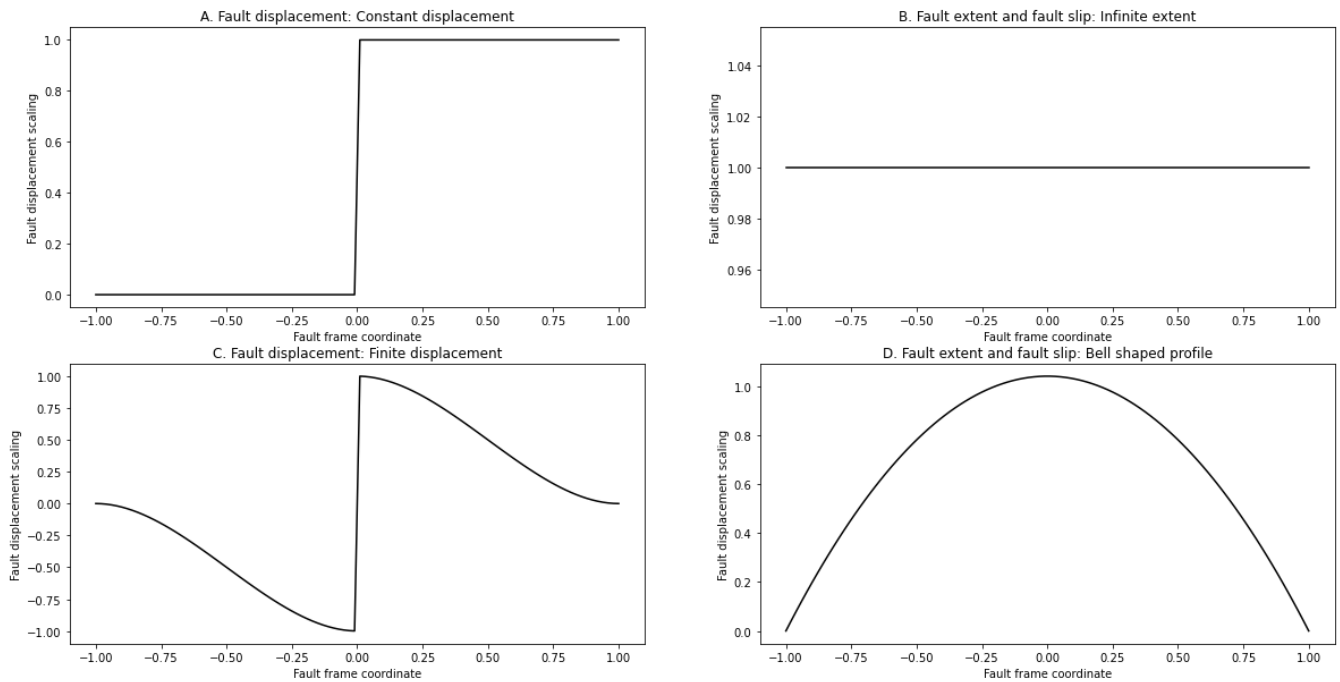 A. Fault displacement: Constant displacement
Fault displacement scaling
1.0
0.8
0.6
0.4
0.2
0.0
−1.00 −0.75 −0.50 −0.25 0.00 0.25 0.50 0.75 1.00
Fault frame coordinate
B. Fault extent and fault slip: Infinite extent
Fault displacement scaling
1.04
1.02
1.00
0.98
0.96
−1.00 −0.75 −0.50 −0.25 0.00 0.25 0.50 0.75 1.00
Fault frame coordinate
C. Fault displacement: Finite displacement
Fault displacement scaling
1.00
0.75
0.50
0.25
0.00
−0.25
−0.50
−0.75
−1.00
−1.00 −0.75 −0.50 −0.25 0.00 0.25 0.50 0.75 1.00
Fault frame coordinate
D. Fault extent and fault slip: Bell shaped profile
Fault displacement scaling
1.0
0.8
0.6
0.4
0.2
0.0
−1.00 −0.75 −0.50 −0.25 0.00 0.25 0.50 0.75 1.00
Fault frame coordinate